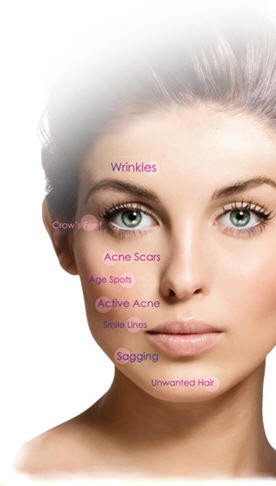 Wrinkles
Crow's Feet
Acne Scars
Age Spots
Active Acne
Smile Lines
Sagging
Unwanted Hair